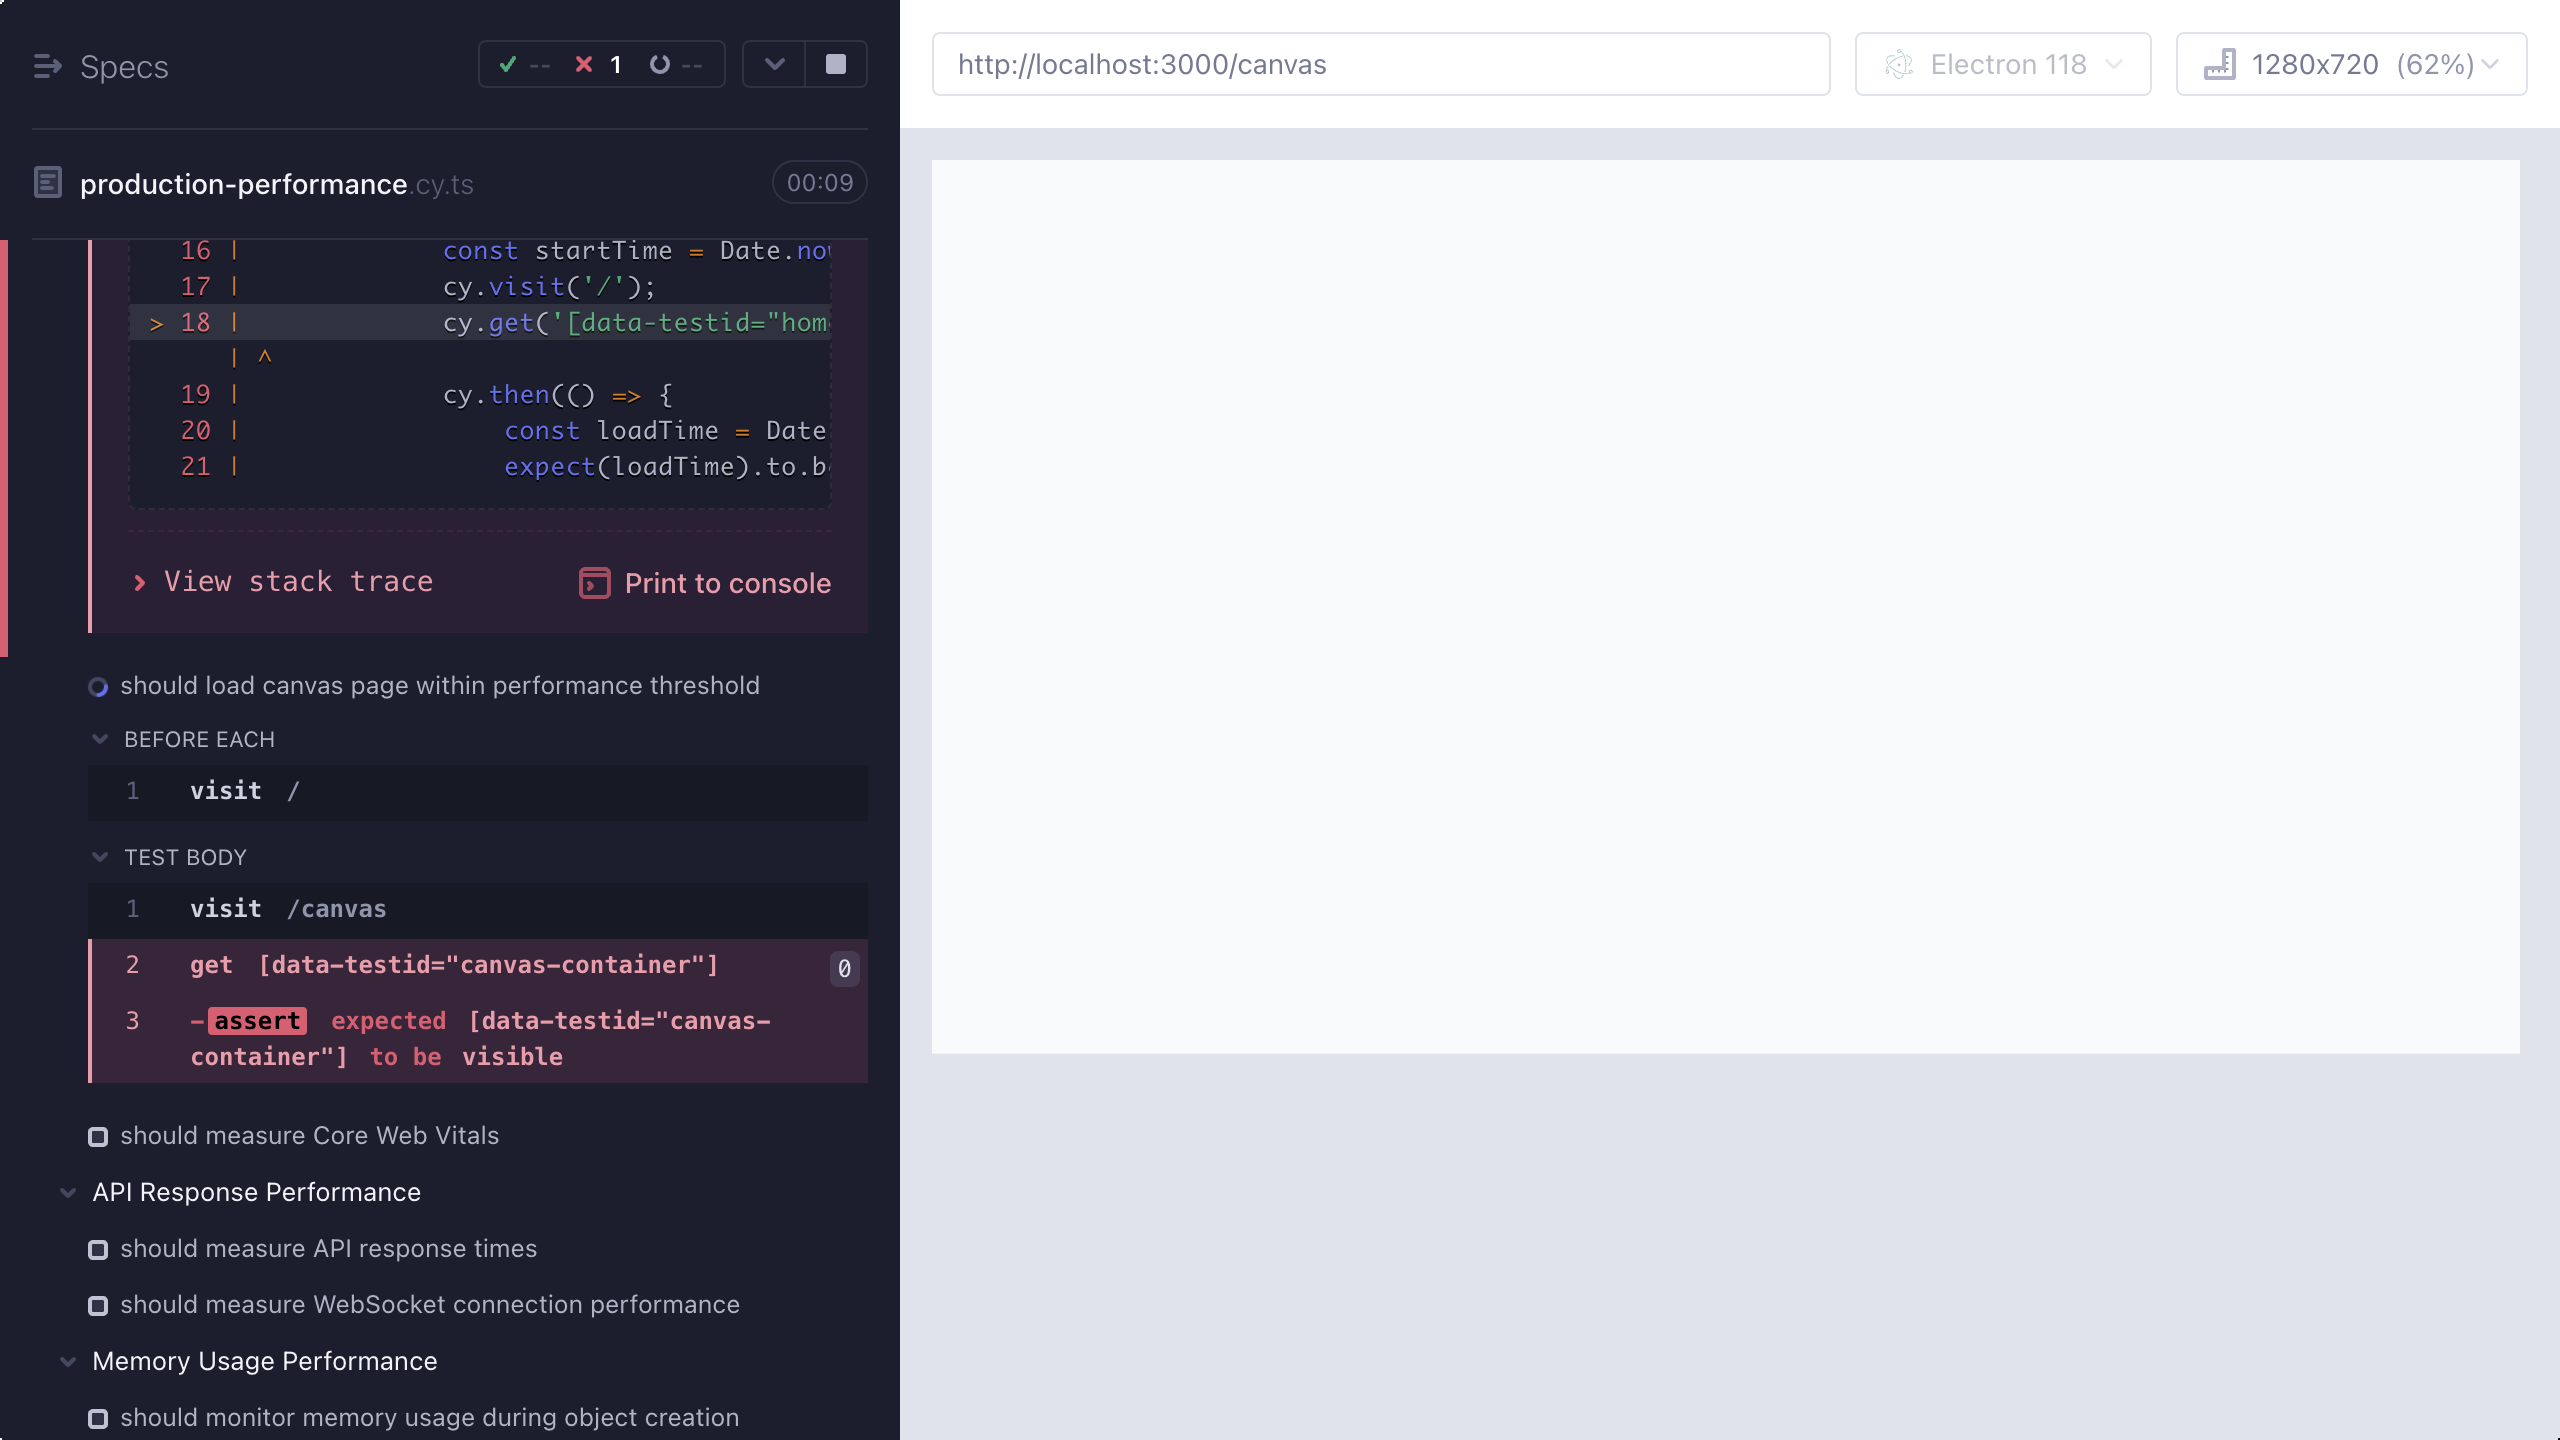 Specs
-- 1 --
http://localhost:3000/canvas
Electron 118
1280x720 (62%)
production-performance.cy.ts
00:09
16 | const startTime = Date.now
17 | cy.visit('/');
> 18 | cy.get('[data-testid="hom
| ^
19 | cy.then(() => {
20 | const loadTime = Date
21 | expect(loadTime).to.b
View stack trace
Print to console
should load canvas page within performance threshold
BEFORE EACH
1 visit /
TEST BODY
1 visit /canvas
2 get [data-testid="canvas-container"] 0
3 -assert expected [data-testid="canvas-
container"] to be visible
should measure Core Web Vitals
API Response Performance
should measure API response times
should measure WebSocket connection performance
Memory Usage Performance
should monitor memory usage during object creation